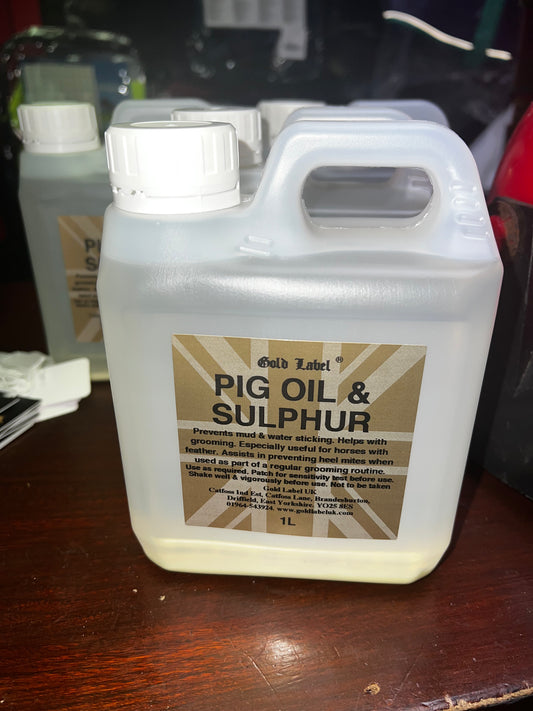 Gold Label ®
PIG OIL &
SULPHUR
Prevents mud & water sticking. Helps with
grooming. Especially useful for horses with
feather. Assists in preventing heel mites when
used as part of a regular grooming routine.
Use as required. Patch for sensitivity test before use.
Shake well & vigorously before use. Not to be taken
Gold Label UK
Catfoss Ind Est, Catfoss Lane, Brandesburton,
Driffield, East Yorkshire. YO25 8ES
01964-543924. www.goldlabeluk.com
1L